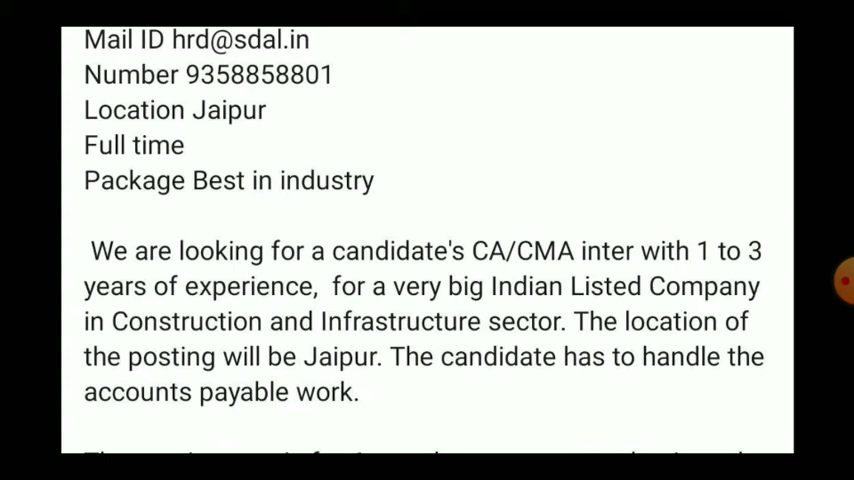 Mail ID hrd@sdal.in
Number 9358858801
Location Jaipur
Full time
Package Best in industry
We are looking for a candidate's CA/CMA inter with 1 to 3
years of experience, for a very big Indian Listed Company
in Construction and Infrastructure sector. The location of
the posting will be Jaipur. The candidate has to handle the
accounts payable work.